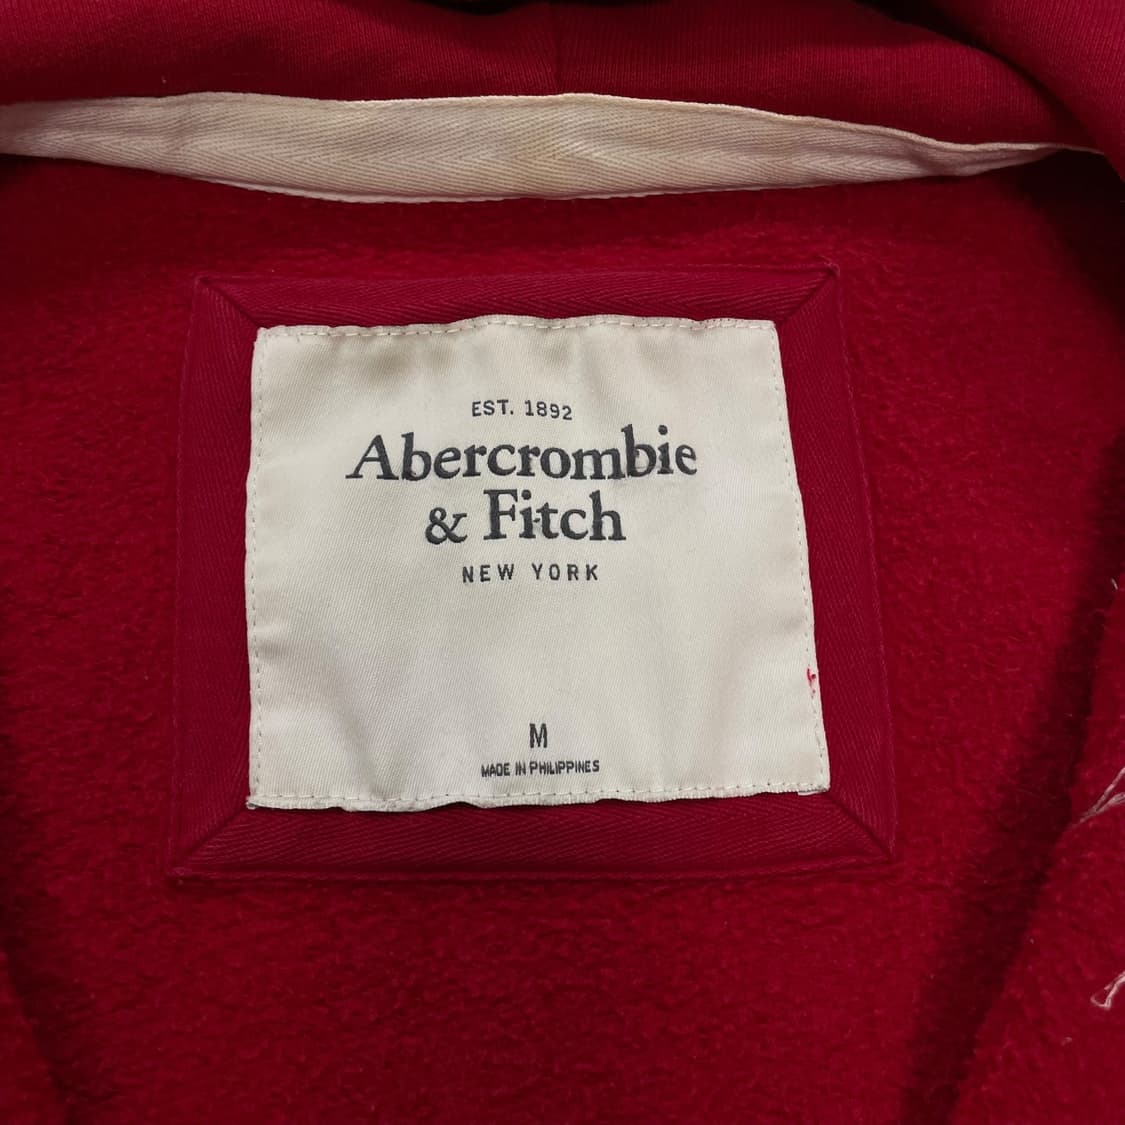 EST. 1892
Abercrombie
& Fitch
NEW YORK
M
MADE IN PHILIPPINES